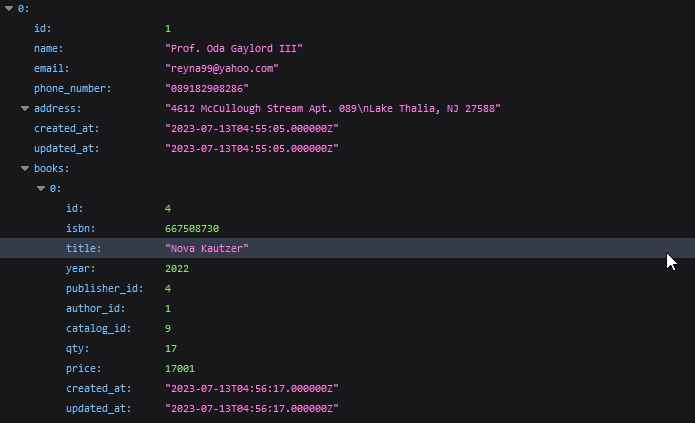 0:
id: 1
name: "Prof. Oda Gaylord III"
email: "reyna99@yahoo.com"
phone_number: "089182908286"
address: "4612 McCullough Stream Apt. 089\nLake Thalia, NJ 27588"
created_at: "2023-07-13T04:55:05.000000Z"
updated_at: "2023-07-13T04:55:05.000000Z"
books:
0:
id: 4
isbn: 667508730
title: "Nova Kautzer"
year: 2022
publisher_id: 4
author_id: 1
catalog_id: 9
qty: 17
price: 17001
created_at: "2023-07-13T04:56:17.000000Z"
updated_at: "2023-07-13T04:56:17.000000Z"